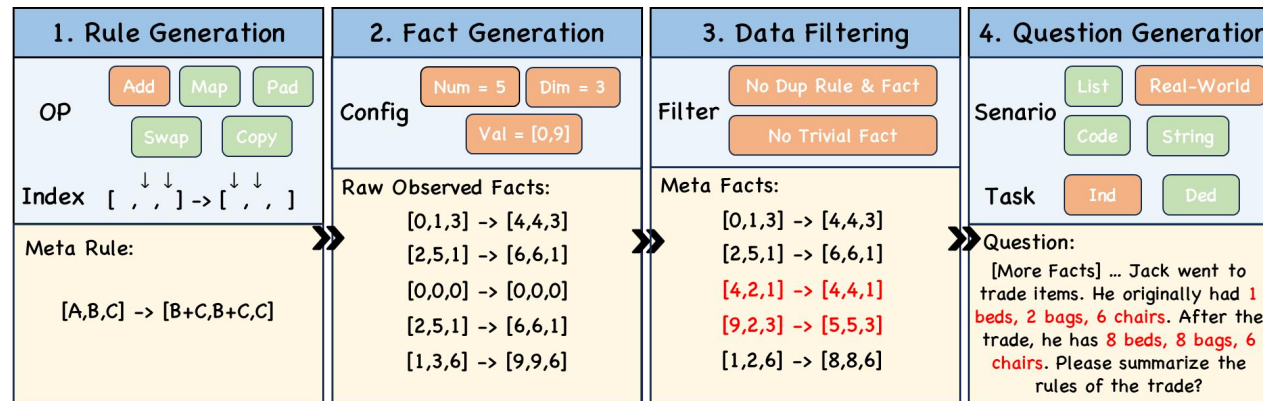 1. Rule Generation
OP
Add
Map
Pad
Swap
Copy
Index [ , , ] -> [ , , ]
Meta Rule:
[A,B,C] -> [B+C,B+C,C]
2. Fact Generation
Config
Num = 5
Dim = 3
Val = [0,9]
Raw Observed Facts:
[0,1,3] -> [4,4,3]
[2,5,1] -> [6,6,1]
[0,0,0] -> [0,0,0]
[2,5,1] -> [6,6,1]
[1,3,6] -> [9,9,6]
3. Data Filtering
Filter
No Dup Rule & Fact
No Trivial Fact
Meta Facts:
[0,1,3] -> [4,4,3]
[2,5,1] -> [6,6,1]
[4,2,1] -> [4,4,1]
[9,2,3] -> [5,5,3]
[1,2,6] -> [8,8,6]
4. Question Generation
Senario
List
Real-World
Code
String
Task
Ind
Ded
Question:
[More Facts] ... Jack went to
trade items. He originally had 1
beds, 2 bags, 6 chairs. After the
trade, he has 8 beds, 8 bags, 6
chairs. Please summarize the
rules of the trade?